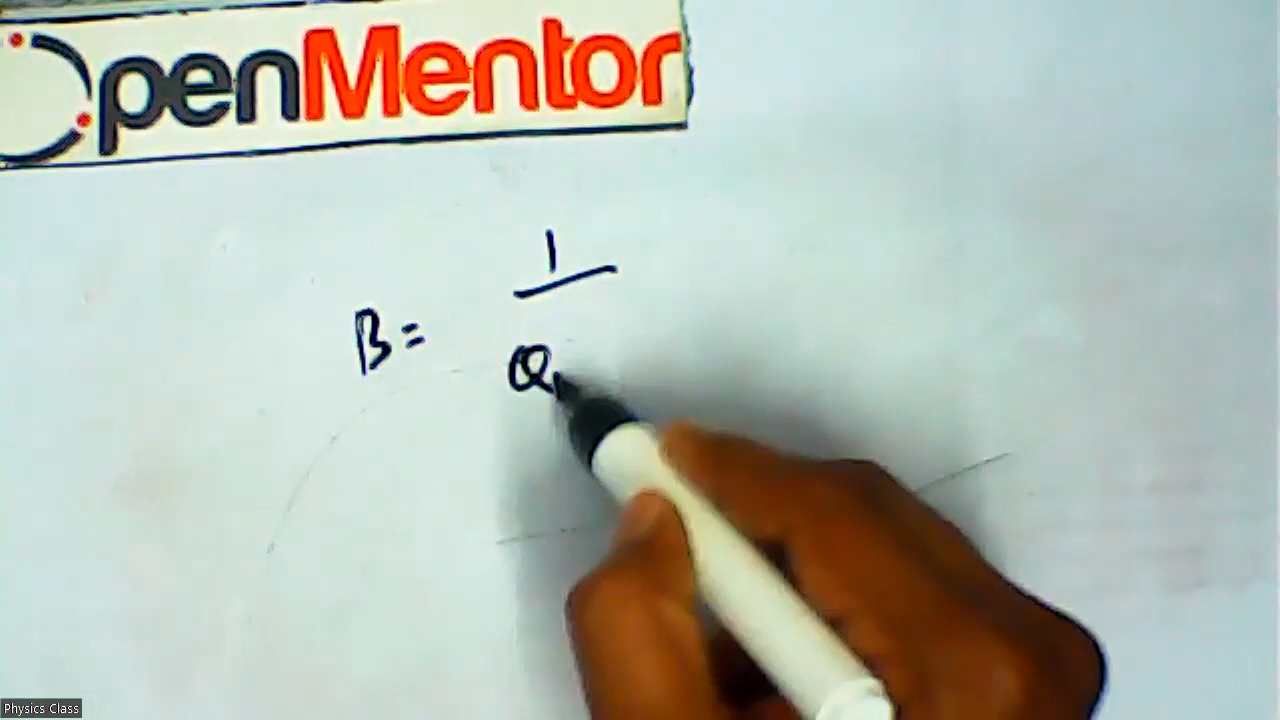 OpenMentor
B = 1
Q
Physics Class